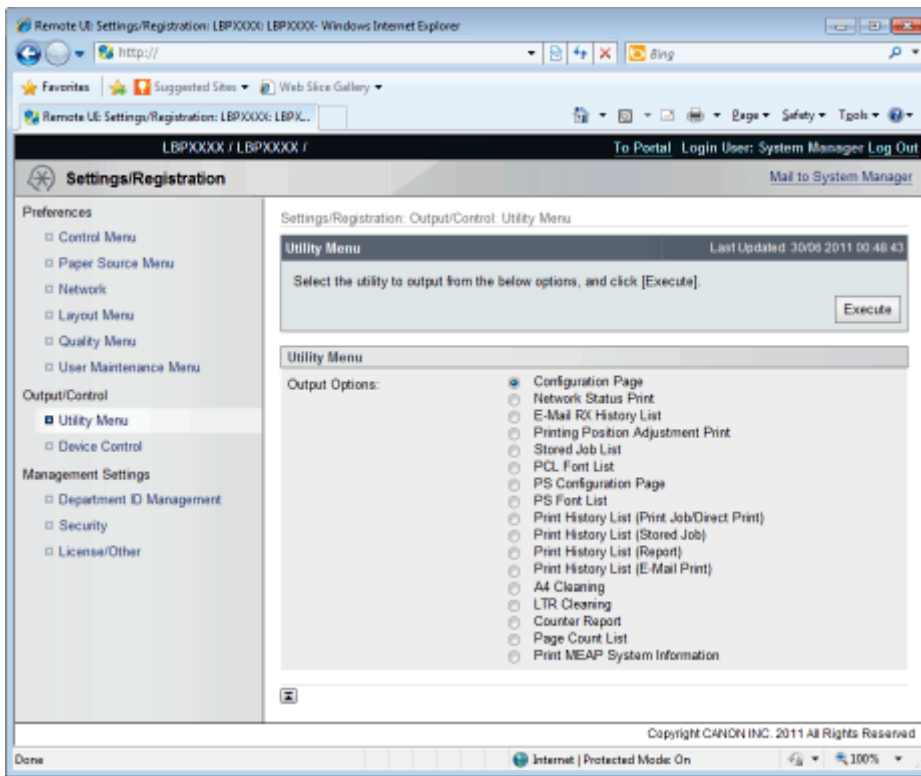 Remote UI: Settings/Registration: LBPXXXX: LBPXXXX- Windows Internet Explorer
http://
Bing
Favorites Suggested Sites Web Slice Gallery
Remote UI: Settings/Registration: LBPXXXX: LBPX... Page Safety Tools
LBPXXXX / LBPXXXX / To Portal Login User: System Manager Log Out
Settings/Registration Mail to System Manager
Preferences
Control Menu
Paper Source Menu
Network
Layout Menu
Quality Menu
User Maintenance Menu
Output/Control
Utility Menu
Device Control
Management Settings
Department ID Management
Security
License/Other
Settings/Registration: Output/Control: Utility Menu
Utility Menu Last Updated: 30/06 2011 00:48:43
Select the utility to output from the below options, and click [Execute].
Execute
Utility Menu
Output Options:
Configuration Page
Network Status Print
E-Mail RX History List
Printing Position Adjustment Print
Stored Job List
PCL Font List
PS Configuration Page
PS Font List
Print History List (Print Job/Direct Print)
Print History List (Stored Job)
Print History List (Report)
Print History List (E-Mail Print)
A4 Cleaning
LTR Cleaning
Counter Report
Page Count List
Print MEAP System Information
Copyright CANON INC. 2011 All Rights Reserved
Done Internet | Protected Mode: On 100%